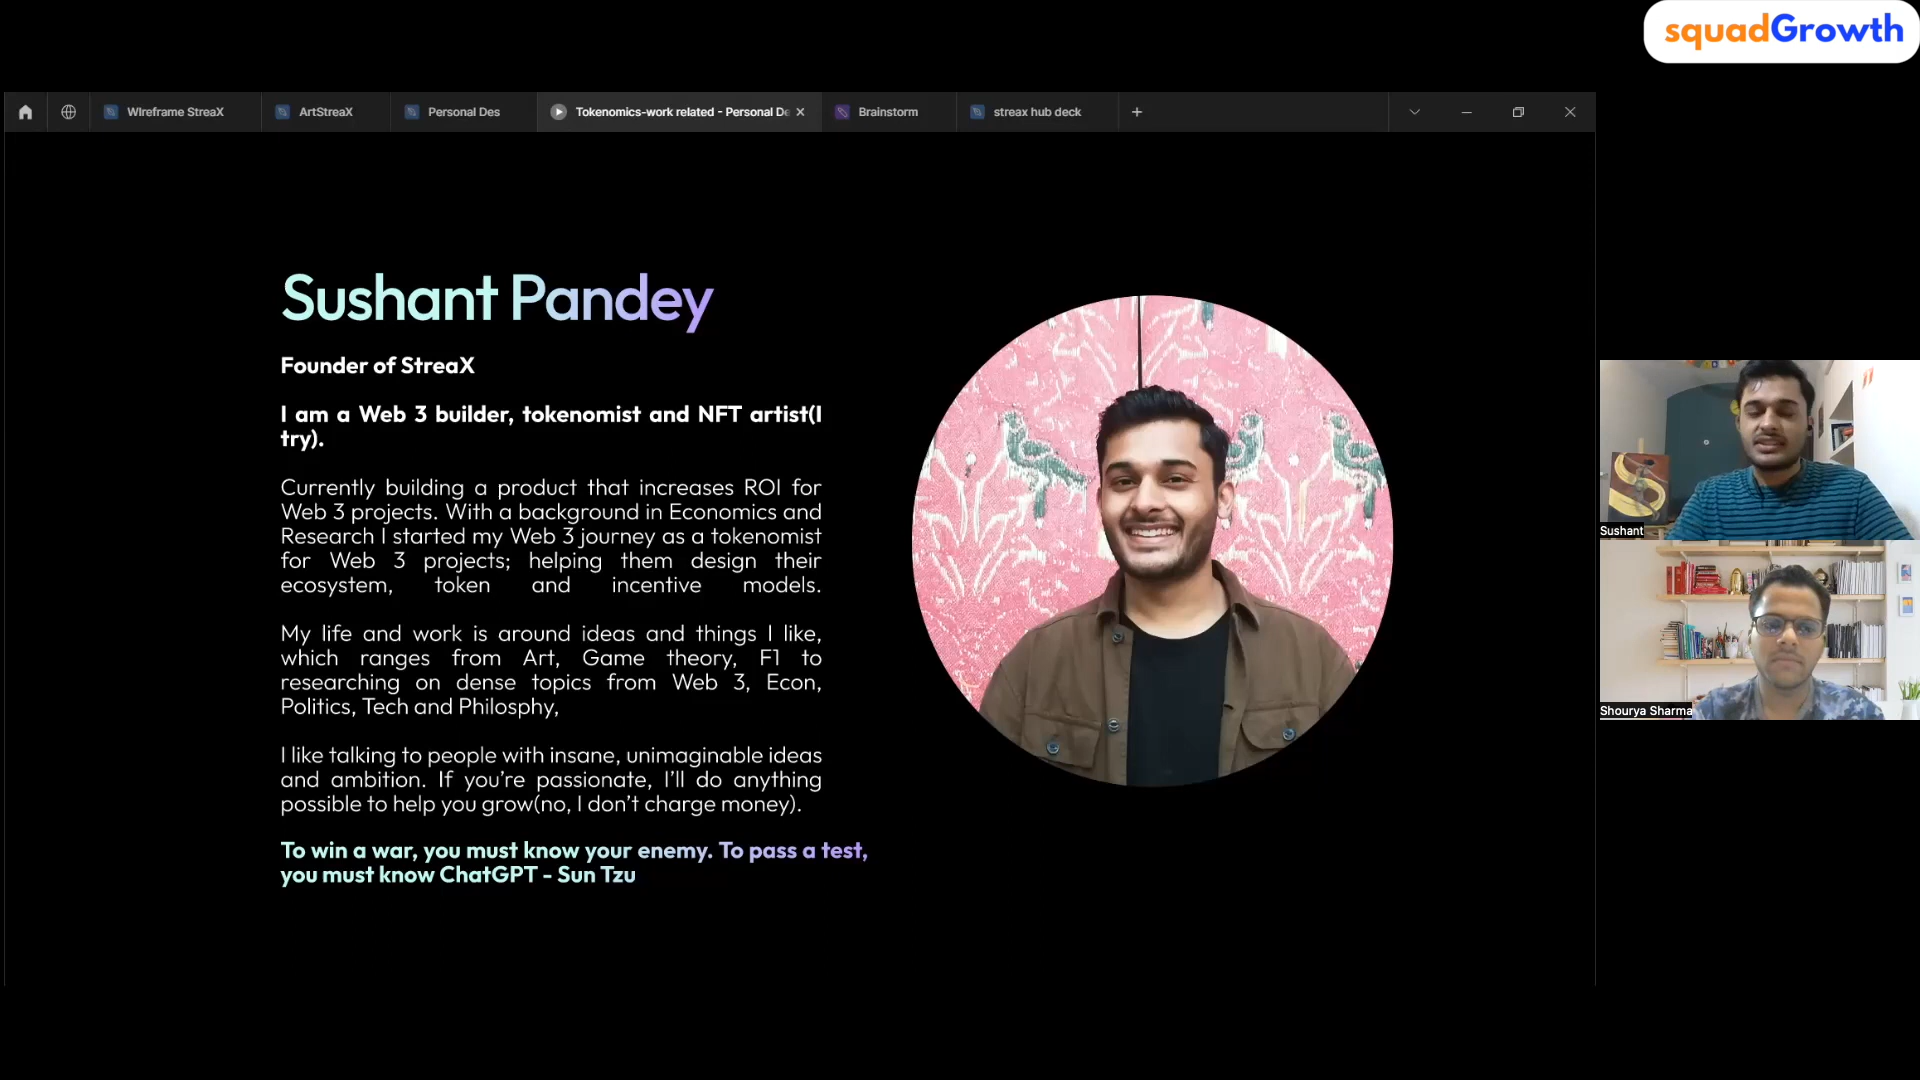 squadGrowth
WIreframe StreaX
ArtStreaX
Personal Des
Tokenomics-work related - Personal De
Brainstorm
streax hub deck
Sushant Pandey
Founder of StreaX
I am a Web 3 builder, tokenomist and NFT artist(I
try).
Currently building a product that increases ROI for
Web 3 projects. With a background in Economics and
Research I started my Web 3 journey as a tokenomist
for Web 3 projects; helping them design their
ecosystem, token and incentive models.
My life and work is around ideas and things I like,
which ranges from Art, Game theory, F1 to
researching on dense topics from Web 3, Econ,
Politics, Tech and Philosphy,
I like talking to people with insane, unimaginable ideas
and ambition. If you’re passionate, I’ll do anything
possible to help you grow(no, I don’t charge money).
To win a war, you must know your enemy. To pass a test,
you must know ChatGPT - Sun Tzu
Sushant
Shourya Sharma